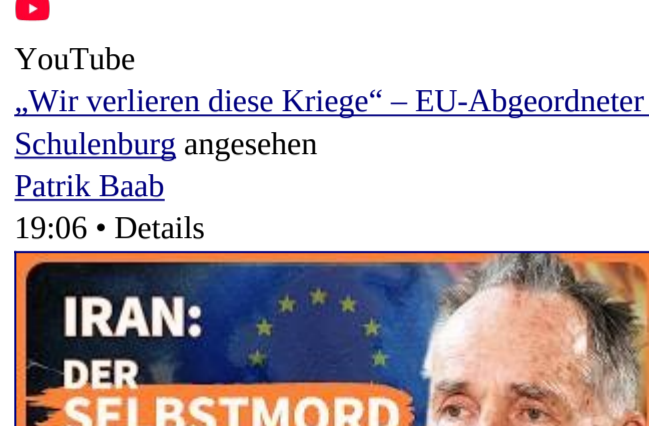 YouTube
„Wir verlieren diese Kriege“ – EU-Abgeordneter
Schulenburg angesehen
Patrik Baab
19:06 • Details
IRAN:
DER
SELBSTMORD